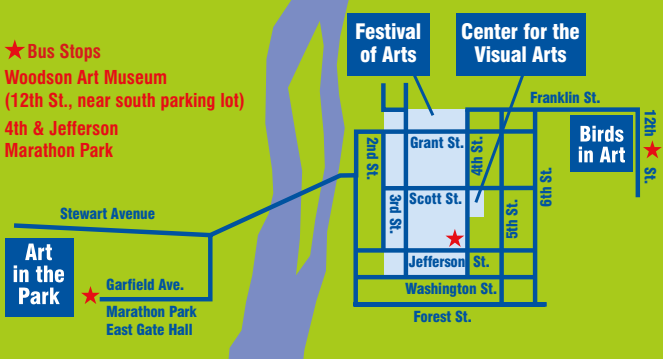 Bus Stops
Woodson Art Museum
(12th St., near south parking lot)
4th & Jefferson
Marathon Park
Festival
of Arts
Center for the
Visual Arts
Franklin St.
12th St.
Birds
in Art
Grant St.
2nd St.
4th St.
6th St.
Scott St.
3rd St.
5th St.
Stewart Avenue
Jefferson St.
Art
in the
Park
Garfield Ave.
Washington St.
Marathon Park
East Gate Hall
Forest St.